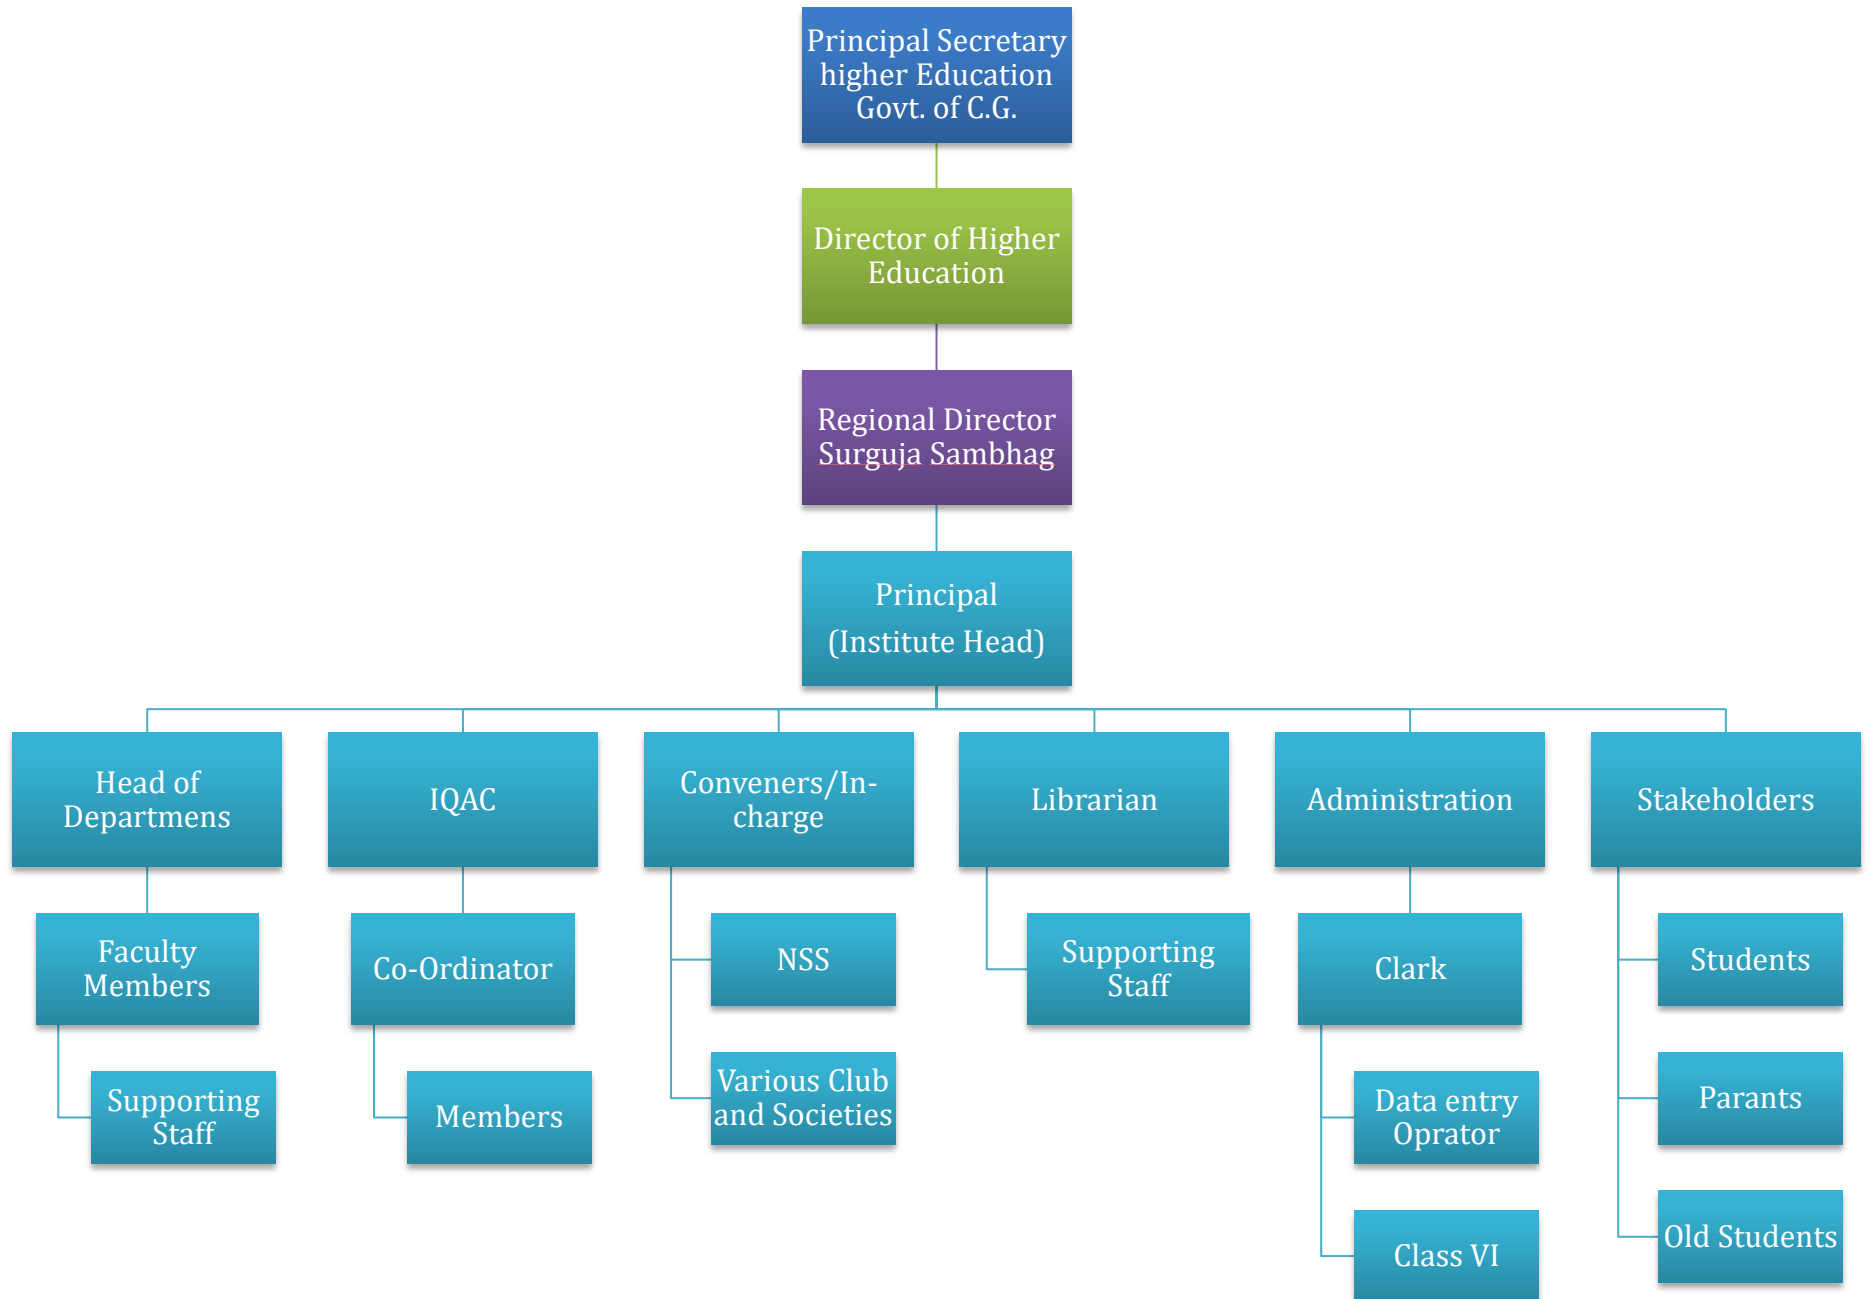 Principal Secretary
higher Education
Govt. of C.G.
Director of Higher
Education
Regional Director
Surguja Sambhag
Principal
(Institute Head)
Head of
Departmens
IQAC
Conveners/In-
charge
Librarian
Administration
Stakeholders
Faculty
Members
Co-Ordinator
NSS
Supporting
Staff
Clark
Students
Supporting
Staff
Members
Various Club
and Societies
Data entry
Oprator
Parants
Class VI
Old Students